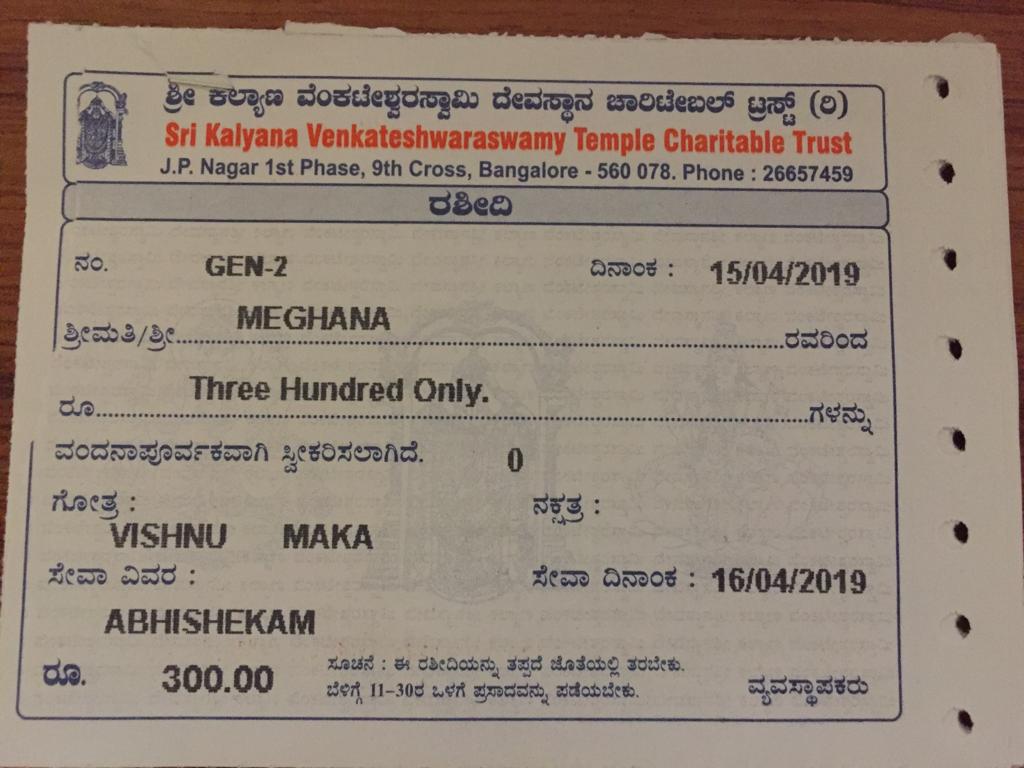 ಶ್ರೀ ಕಲ್ಯಾಣ ವೆಂಕಟೇಶ್ವರಸ್ವಾಮಿ ದೇವಸ್ಥಾನ ಚಾರಿಟೇಬಲ್ ಟ್ರಸ್ಟ್ (ರಿ)
Sri Kalyana Venkateshwaraswamy Temple Charitable Trust
J.P. Nagar 1st Phase, 9th Cross, Bangalore - 560 078. Phone : 26657459
ರಶೀದಿ
ನಂ. GEN-2 ದಿನಾಂಕ : 15/04/2019
ಶ್ರೀಮತಿ/ಶ್ರೀ. MEGHANA ರವರಿಂದ
ರೂ. Three Hundred Only. ಗಳನ್ನು
ವಂದನಾಪೂರ್ವಕವಾಗಿ ಸ್ವೀಕರಿಸಲಾಗಿದೆ. 0
ಗೋತ್ರ : ನಕ್ಷತ್ರ :
VISHNU MAKA
ಸೇವಾ ವಿವರ : ಸೇವಾ ದಿನಾಂಕ : 16/04/2019
ABHISHEKAM
ರೂ. 300.00
ಸೂಚನೆ : ಈ ರಶೀದಿಯನ್ನು ತಪ್ಪದೆ ಜೊತೆಯಲ್ಲಿ ತರಬೇಕು.
ಬೆಳಿಗ್ಗೆ 11-30ರ ಒಳಗೆ ಪ್ರಸಾದವನ್ನು ಪಡೆಯಬೇಕು. ವ್ಯವಸ್ಥಾಪಕರು